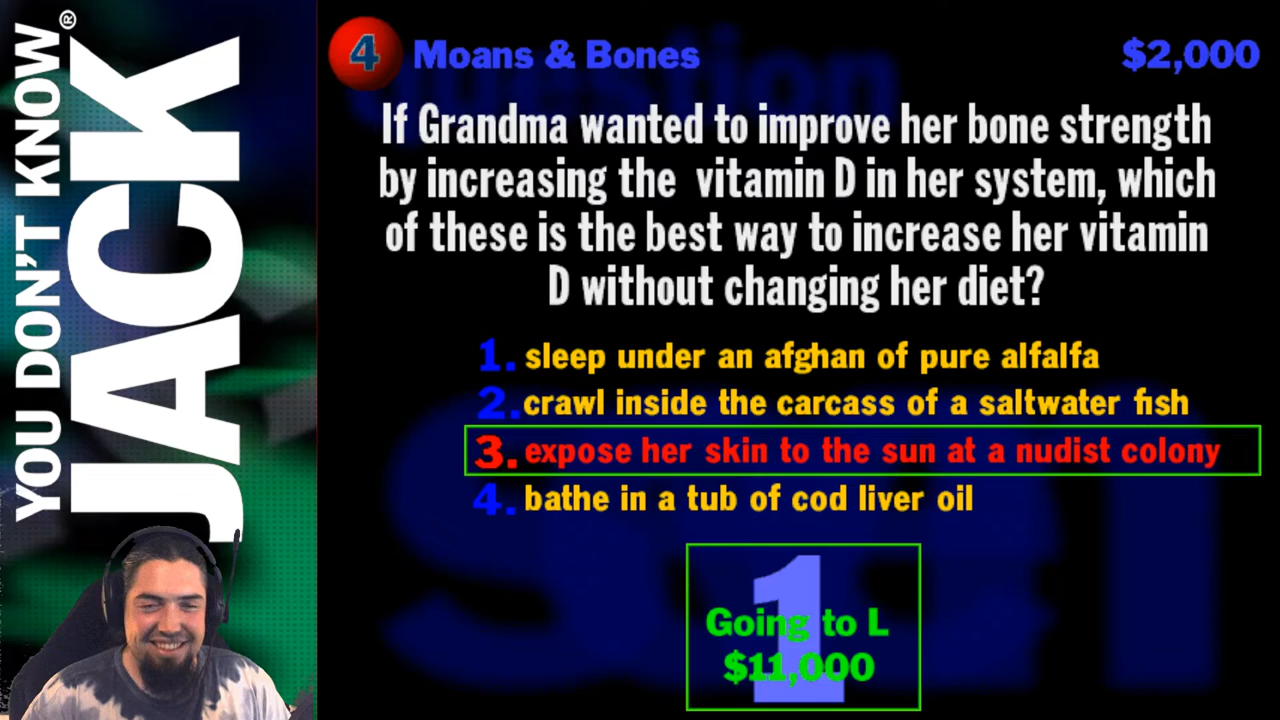 YOU DON'T KNOW
JACK®
4 Moans & Bones $2,000
question
If Grandma wanted to improve her bone strength
by increasing the vitamin D in her system, which
of these is the best way to increase her vitamin
D without changing her diet?
1. sleep under an afghan of pure alfalfa
2. crawl inside the carcass of a saltwater fish
3. expose her skin to the sun at a nudist colony
4. bathe in a tub of cod liver oil
1
Going to L
$11,000